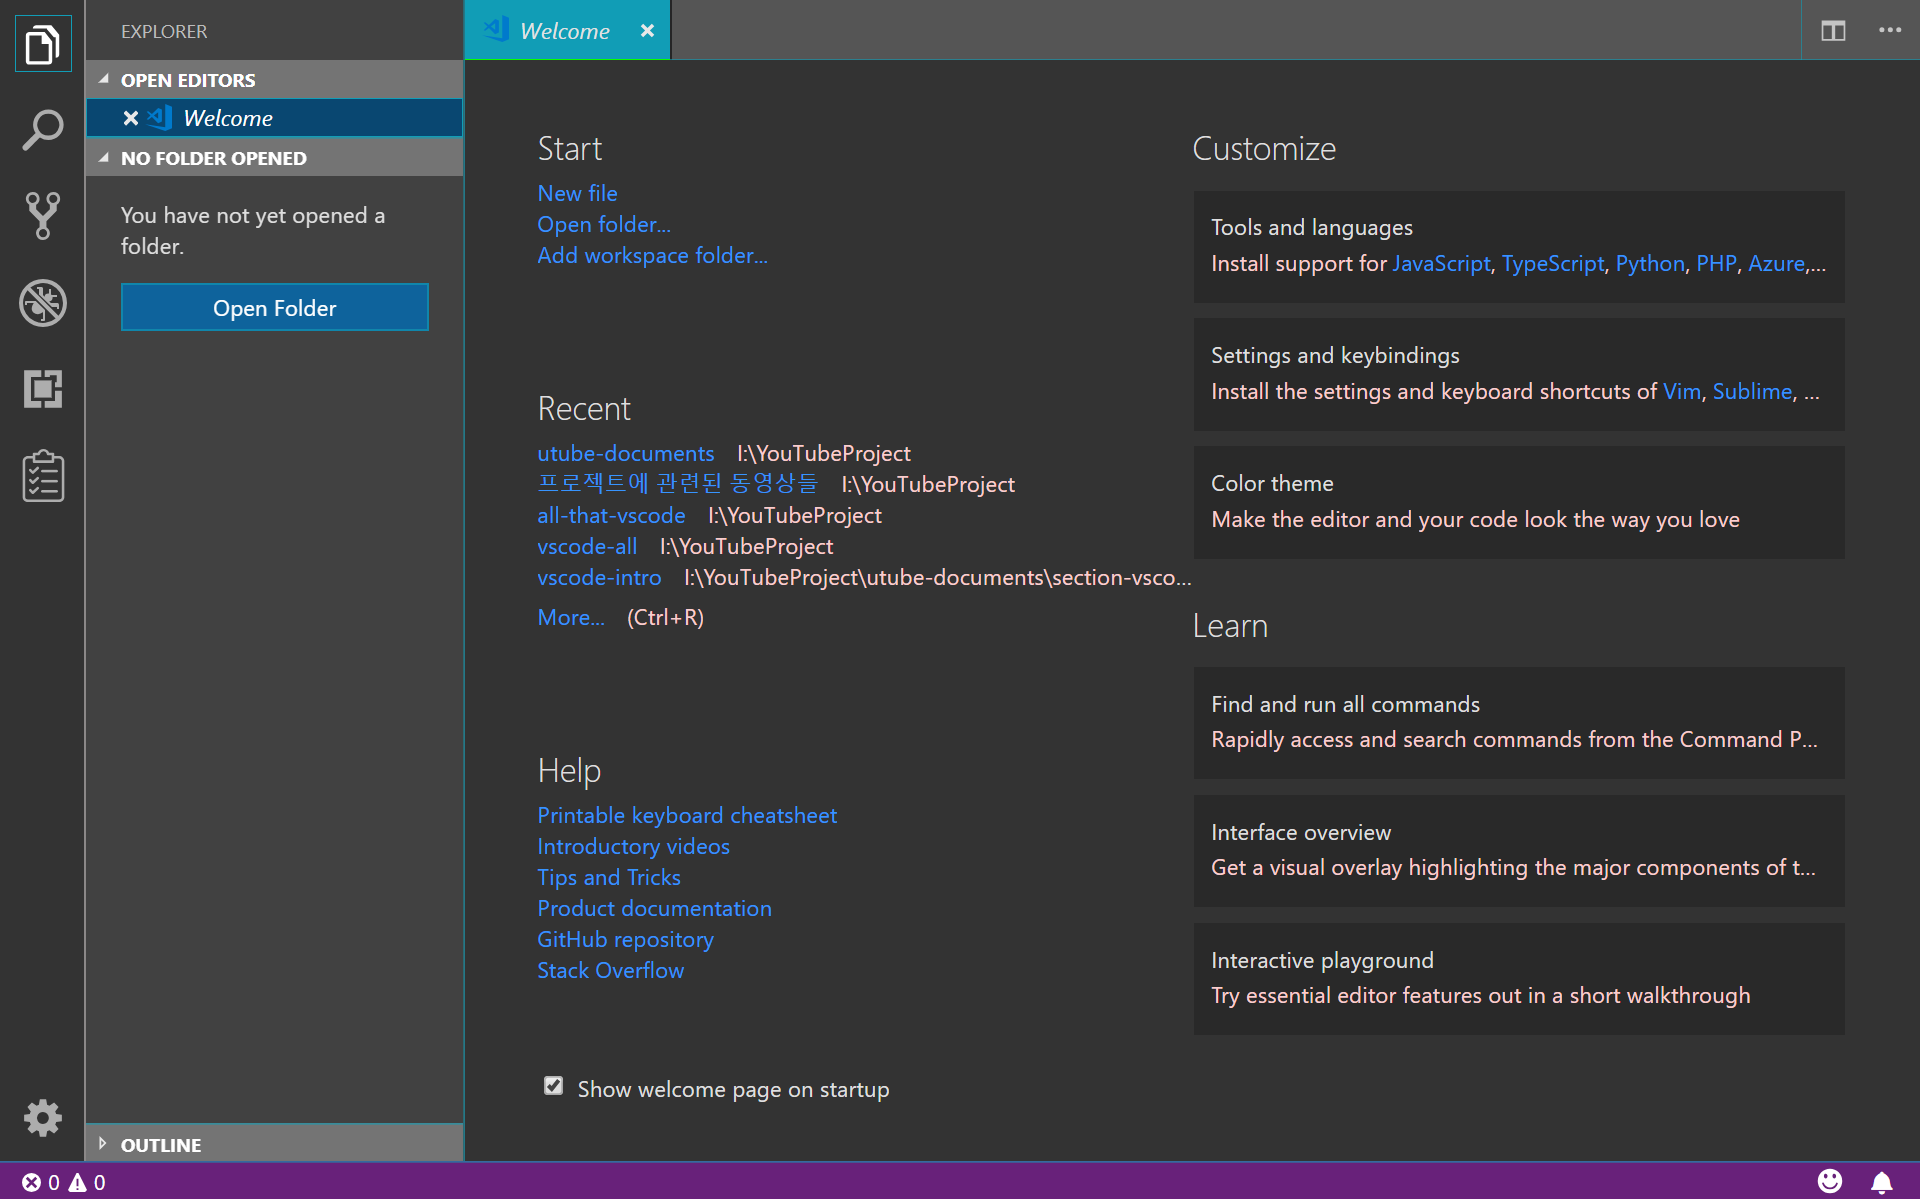 EXPLORER
OPEN EDITORS
Welcome
NO FOLDER OPENED
You have not yet opened a
folder.
Open Folder
OUTLINE
Welcome
Start
New file
Open folder...
Add workspace folder...
Recent
utube-documents I:\YouTubeProject
프로젝트에 관련된 동영상들 I:\YouTubeProject
all-that-vscode I:\YouTubeProject
vscode-all I:\YouTubeProject
vscode-intro I:\YouTubeProject\utube-documents\section-vsco...
More... (Ctrl+R)
Help
Printable keyboard cheatsheet
Introductory videos
Tips and Tricks
Product documentation
GitHub repository
Stack Overflow
Show welcome page on startup
Customize
Tools and languages
Install support for JavaScript, TypeScript, Python, PHP, Azure,...
Settings and keybindings
Install the settings and keyboard shortcuts of Vim, Sublime, ...
Color theme
Make the editor and your code look the way you love
Learn
Find and run all commands
Rapidly access and search commands from the Command P...
Interface overview
Get a visual overlay highlighting the major components of t...
Interactive playground
Try essential editor features out in a short walkthrough
0 0